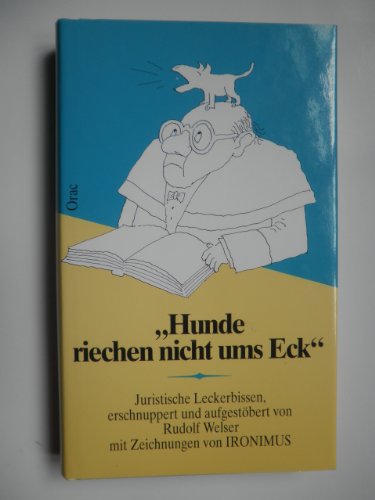 Orac
„Hunde
riechen nicht ums Eck“
Juristische Leckerbissen,
erschnuppert und aufgestöbert von
Rudolf Welser
mit Zeichnungen von IRONIMUS